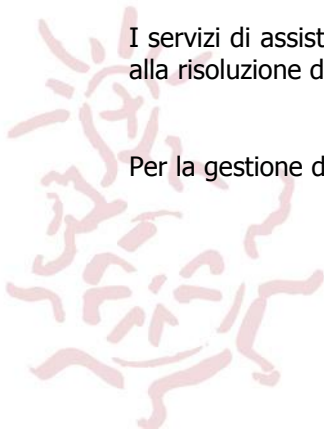 I servizi di assist
alla risoluzione d
Per la gestione d